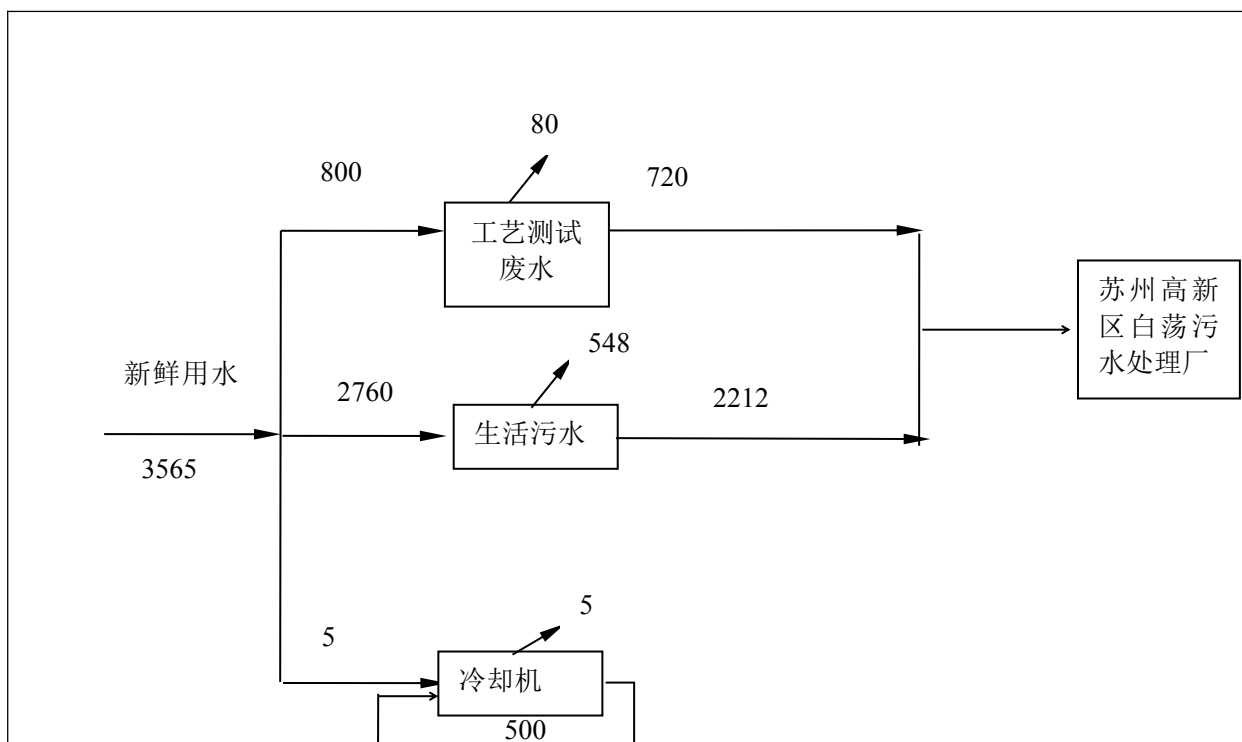 80
800
720
工艺测试
废水
苏州高新
区白荡污
水处理厂
548
新鲜用水
2760
2212
生活污水
3565
5
5
冷却机
500